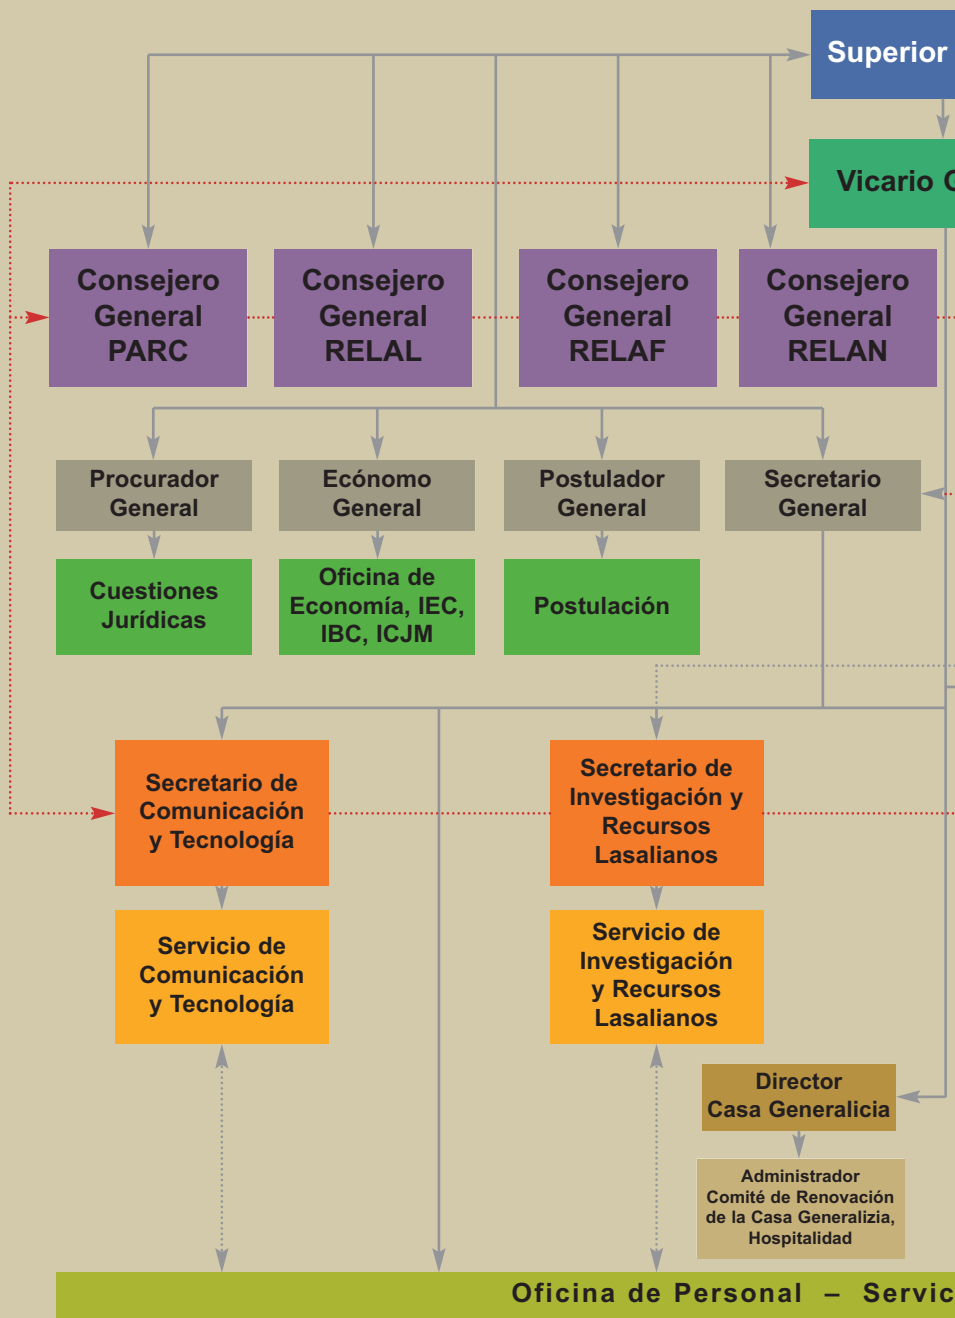 Superior
Vicario
Consejero
General
PARC
Consejero
General
RELAL
Consejero
General
RELAF
Consejero
General
RELAN
Procurador
General
Ecónomo
General
Postulador
General
Secretario
General
Cuestiones
Jurídicas
Oficina de
Economía, IEC,
IBC, ICJM
Postulación
Secretario de
Comunicación
y Tecnología
Secretario de
Investigación y
Recursos
Lasalianos
Servicio de
Comunicación
y Tecnología
Servicio de
Investigación
y Recursos
Lasalianos
Director
Casa Generalicia
Administrador
Comité de Renovación
de la Casa Generalizia,
Hospitalidad
Oficina de Personal – Servic